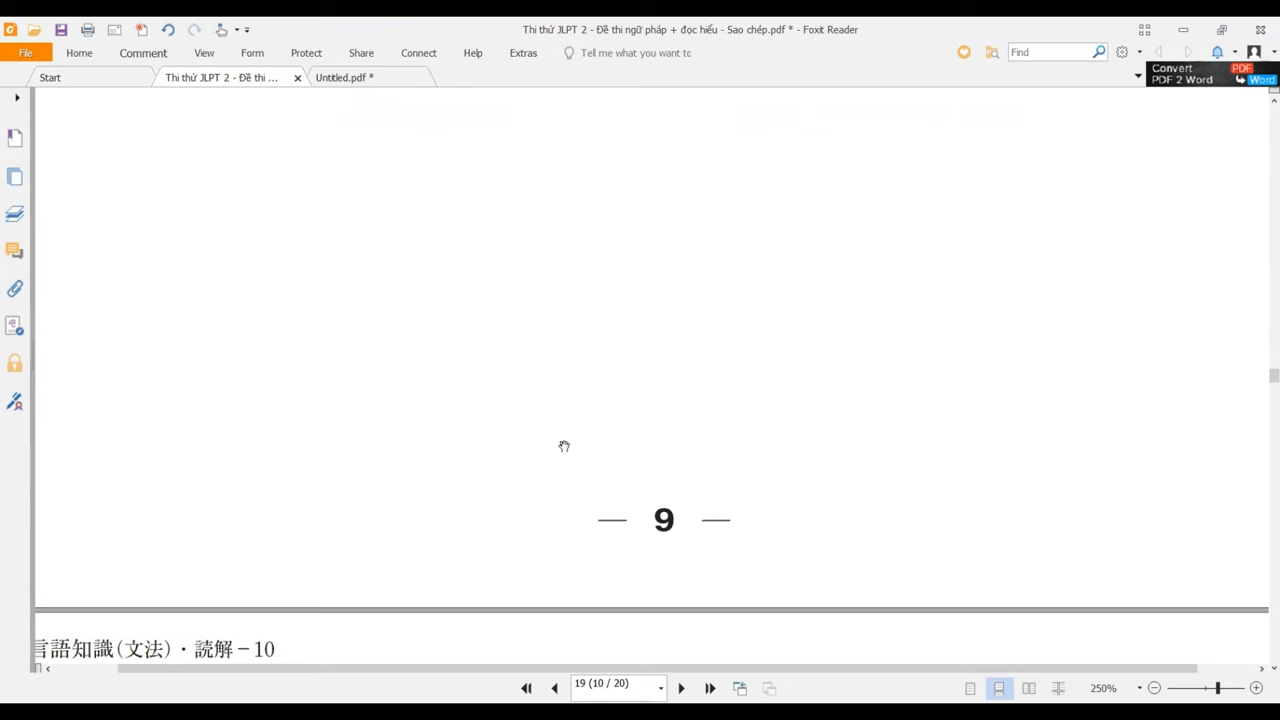 Thi thử JLPT 2 - Đề thi ngữ pháp + đọc hiểu - Sao chép.pdf * - Foxit Reader
File Home Comment View Form Protect Share Connect Help Extras Tell me what you want to Find
Start Thi thử JLPT 2 - Đề thi ... Untitled.pdf * Convert PDF
PDF 2 Word Word
— 9 —
言語知識(文法)・読解－10
19 (10 / 20) 250%